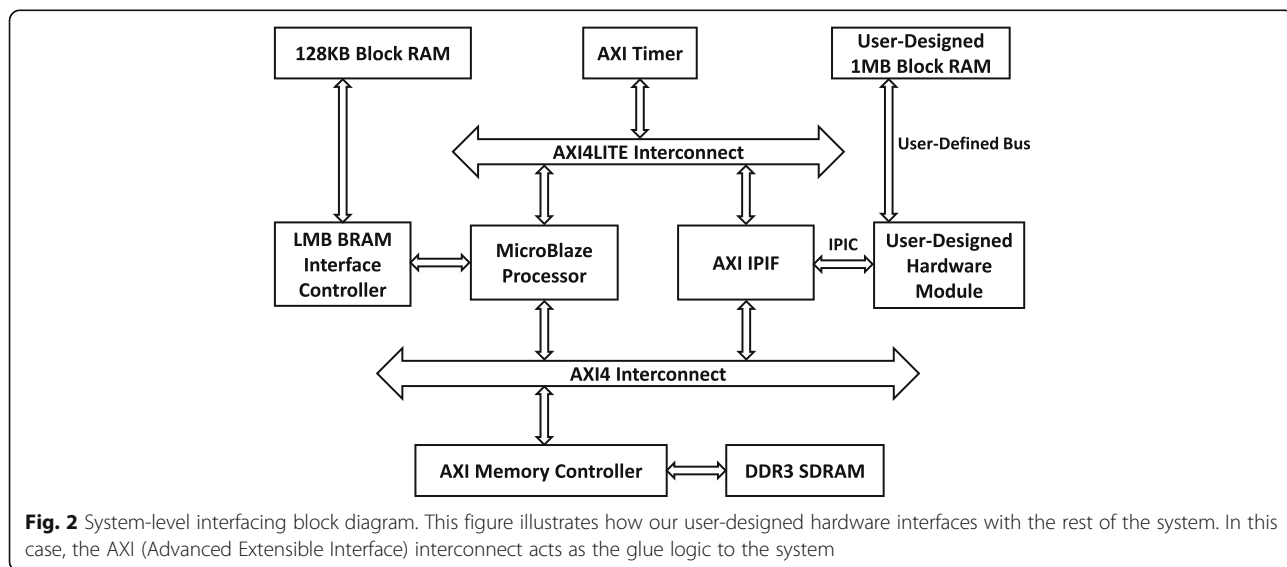 128KB Block RAM
AXI Timer
User-Designed
1MB Block RAM
AXI4LITE Interconnect
User-Defined Bus
LMB BRAM
Interface
Controller
MicroBlaze
Processor
AXI IPIF
IPIC
User-Designed
Hardware
Module
AXI4 Interconnect
AXI Memory Controller
DDR3 SDRAM
Fig. 2 System-level interfacing block diagram. This figure illustrates how our user-designed hardware interfaces with the rest of the system. In this
case, the AXI (Advanced Extensible Interface) interconnect acts as the glue logic to the system